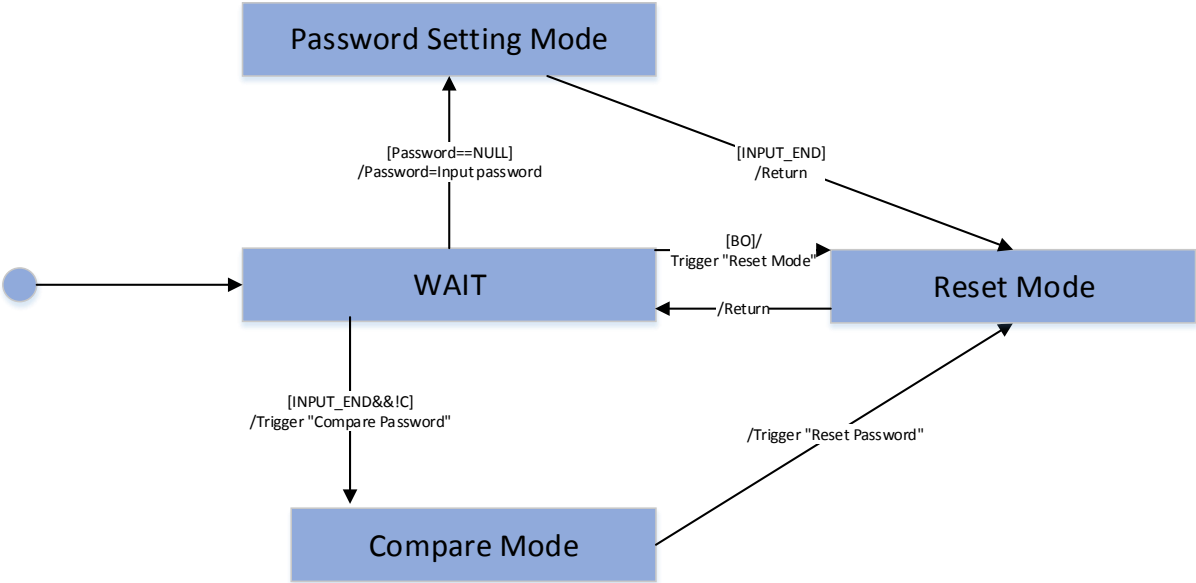 Password Setting Mode
[Password==NULL]
/Password=Input password
[INPUT_END]
/Return
[BO]/
Trigger "Reset Mode"
WAIT
Reset Mode
/Return
[INPUT_END&&!C]
/Trigger "Compare Password"
/Trigger "Reset Password"
Compare Mode